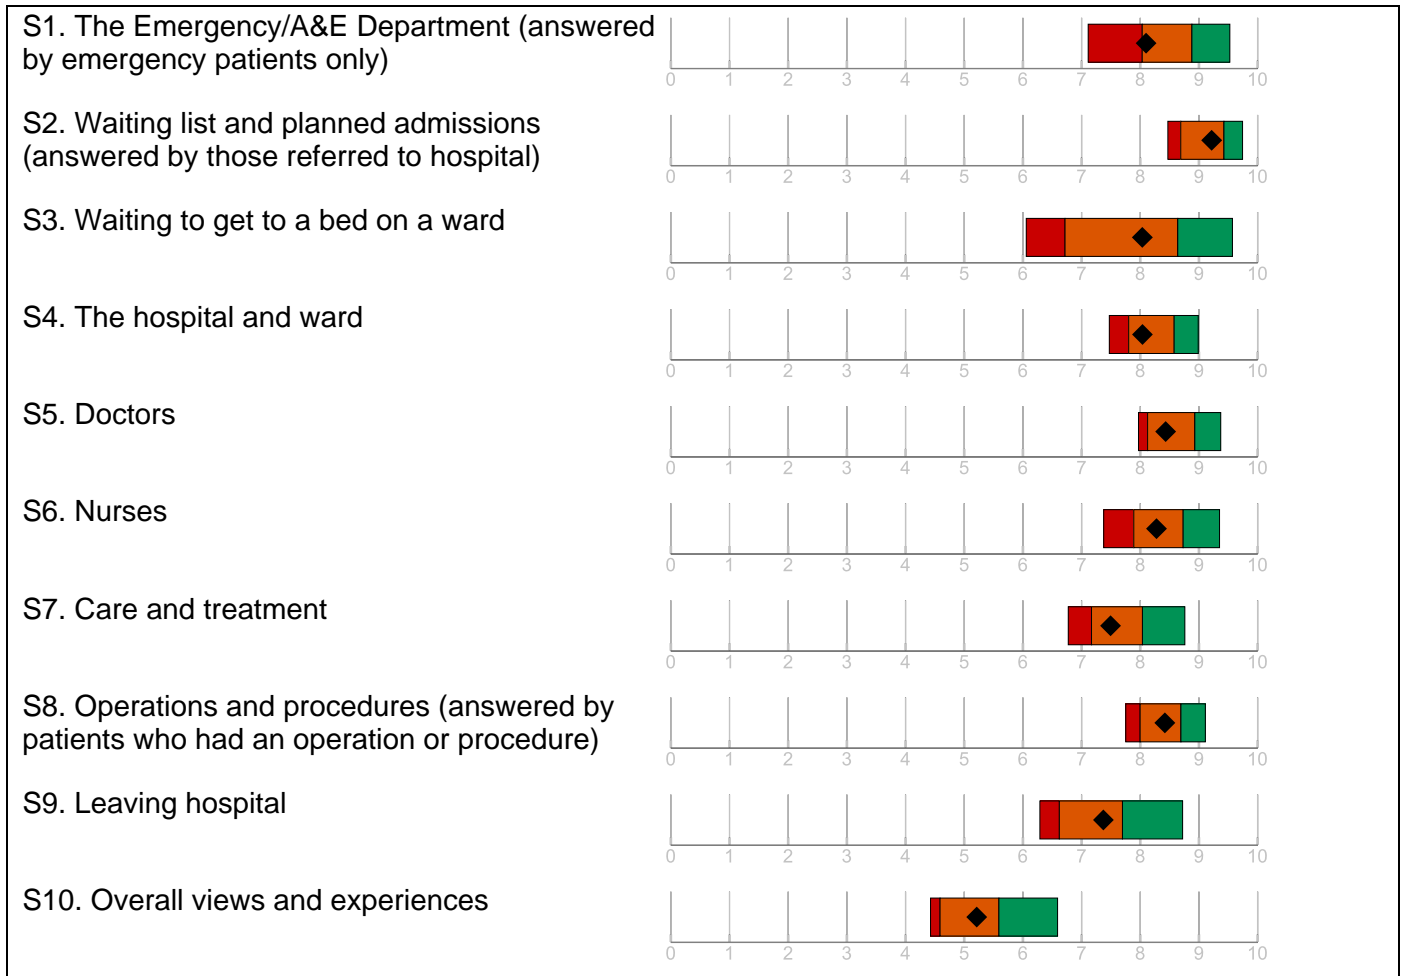 S1. The Emergency/A&E Department (answered
by emergency patients only)
0 1 2 3 4 5 6 7 8 9 10
S2. Waiting list and planned admissions
(answered by those referred to hospital)
0 1 2 3 4 5 6 7 8 9 10
S3. Waiting to get to a bed on a ward
0 1 2 3 4 5 6 7 8 9 10
S4. The hospital and ward
0 1 2 3 4 5 6 7 8 9 10
S5. Doctors
0 1 2 3 4 5 6 7 8 9 10
S6. Nurses
0 1 2 3 4 5 6 7 8 9 10
S7. Care and treatment
0 1 2 3 4 5 6 7 8 9 10
S8. Operations and procedures (answered by
patients who had an operation or procedure)
0 1 2 3 4 5 6 7 8 9 10
S9. Leaving hospital
0 1 2 3 4 5 6 7 8 9 10
S10. Overall views and experiences
0 1 2 3 4 5 6 7 8 9 10